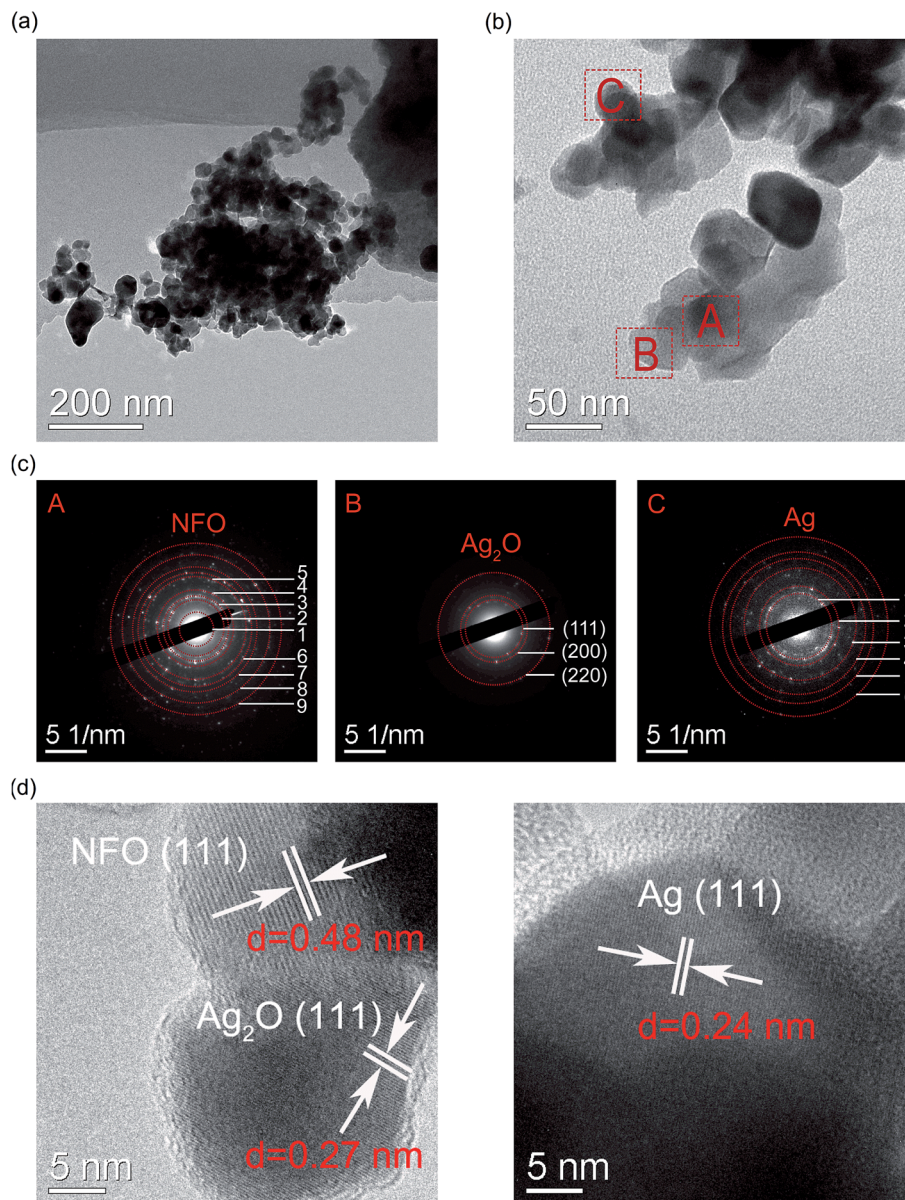 (a)
(b)
200 nm
C
A
B
50 nm
(c)
A
NFO
5
4
3
2
1
6
7
8
9
5 1/nm
B
Ag₂O
(111)
(200)
(220)
5 1/nm
C
Ag
5 1/nm
(d)
NFO (111)
d=0.48 nm
Ag₂O (111)
d=0.27 nm
5 nm
Ag (111)
d=0.24 nm
5 nm